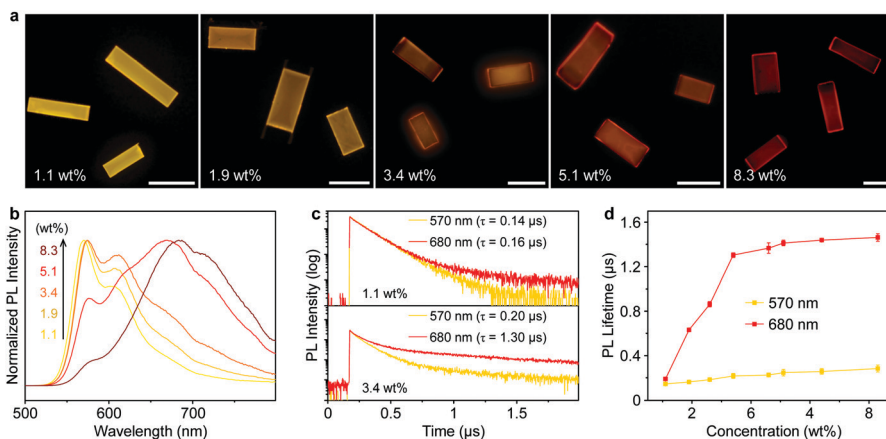 a
1.1 wt%
1.9 wt%
3.4 wt%
5.1 wt%
8.3 wt%
b
(wt%)
8.3
5.1
3.4
1.9
1.1
Normalized PL Intensity
500
600
700
Wavelength (nm)
c
570 nm (τ = 0.14 µs)
680 nm (τ = 0.16 µs)
1.1 wt%
570 nm (τ = 0.20 µs)
680 nm (τ = 1.30 µs)
3.4 wt%
PL Intensity (log)
0
0.5
1
1.5
Time (µs)
d
PL Lifetime (µs)
1.6
1.2
0.8
0.4
0
570 nm
680 nm
2
4
6
8
Concentration (wt%)